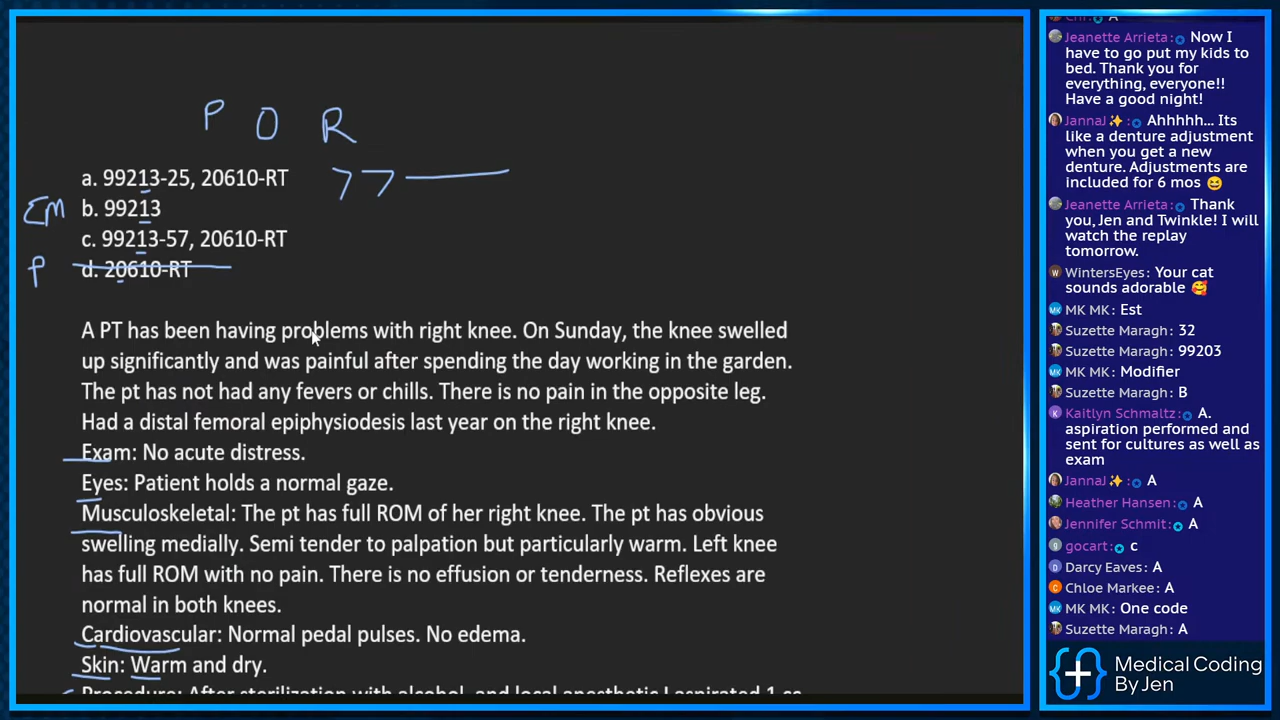 P O R
a. 99213-25, 20610-RT
EM b. 99213
c. 99213-57, 20610-RT
P d. 20610-RT
A PT has been having problems with right knee. On Sunday, the knee swelled
up significantly and was painful after spending the day working in the garden.
The pt has not had any fevers or chills. There is no pain in the opposite leg.
Had a distal femoral epiphysiodesis last year on the right knee.
Exam: No acute distress.
Eyes: Patient holds a normal gaze.
Musculoskeletal: The pt has full ROM of her right knee. The pt has obvious
swelling medially. Semi tender to palpation but particularly warm. Left knee
has full ROM with no pain. There is no effusion or tenderness. Reflexes are
normal in both knees.
Cardiovascular: Normal pedal pulses. No edema.
Skin: Warm and dry.
Procedure: After sterilization with alcohol, and local anesthetic I aspirated 1 cc
Jeanette Arrieta: Now I
have to go put my kids to
bed. Thank you for
everything, everyone!!
Have a good night!
JannaJ✨: Ahhhhh... Its
like a denture adjustment
when you get a new
denture. Adjustments are
included for 6 mos 😆
Jeanette Arrieta: Thank
you, Jen and Twinkle! I will
watch the replay
tomorrow.
WintersEyes: Your cat
sounds adorable 🥰
MK MK: Est
Suzette Maragh: 32
Suzette Maragh: 99203
MK MK: Modifier
Suzette Maragh: B
Kaitlyn Schmaltz: A.
aspiration performed and
sent for cultures as well as
exam
JannaJ✨: A
Heather Hansen: A
Jennifer Schmit: A
gocart: c
Darcy Eaves: A
Chloe Markee: A
MK MK: One code
Suzette Maragh: A
Medical Coding
By Jen